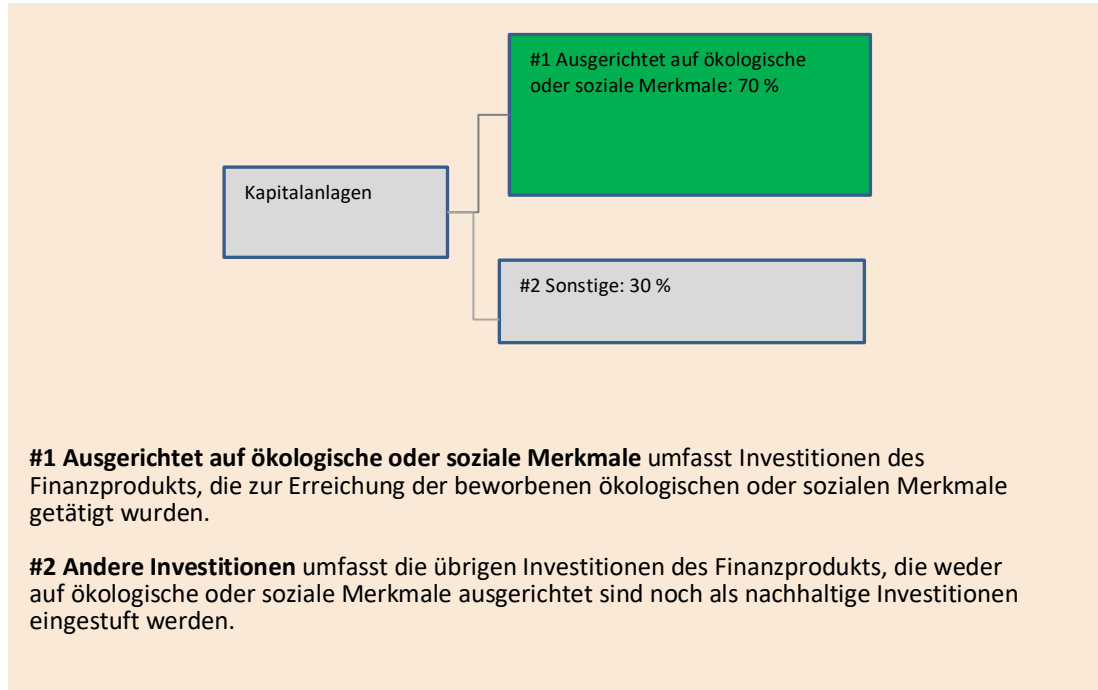 #1 Ausgerichtet auf ökologische
oder soziale Merkmale: 70 %
Kapitalanlagen
#2 Sonstige: 30 %
#1 Ausgerichtet auf ökologische oder soziale Merkmale umfasst Investitionen des
Finanzprodukts, die zur Erreichung der beworbenen ökologischen oder sozialen Merkmale
getätigt wurden.
#2 Andere Investitionen umfasst die übrigen Investitionen des Finanzprodukts, die weder
auf ökologische oder soziale Merkmale ausgerichtet sind noch als nachhaltige Investitionen
eingestuft werden.